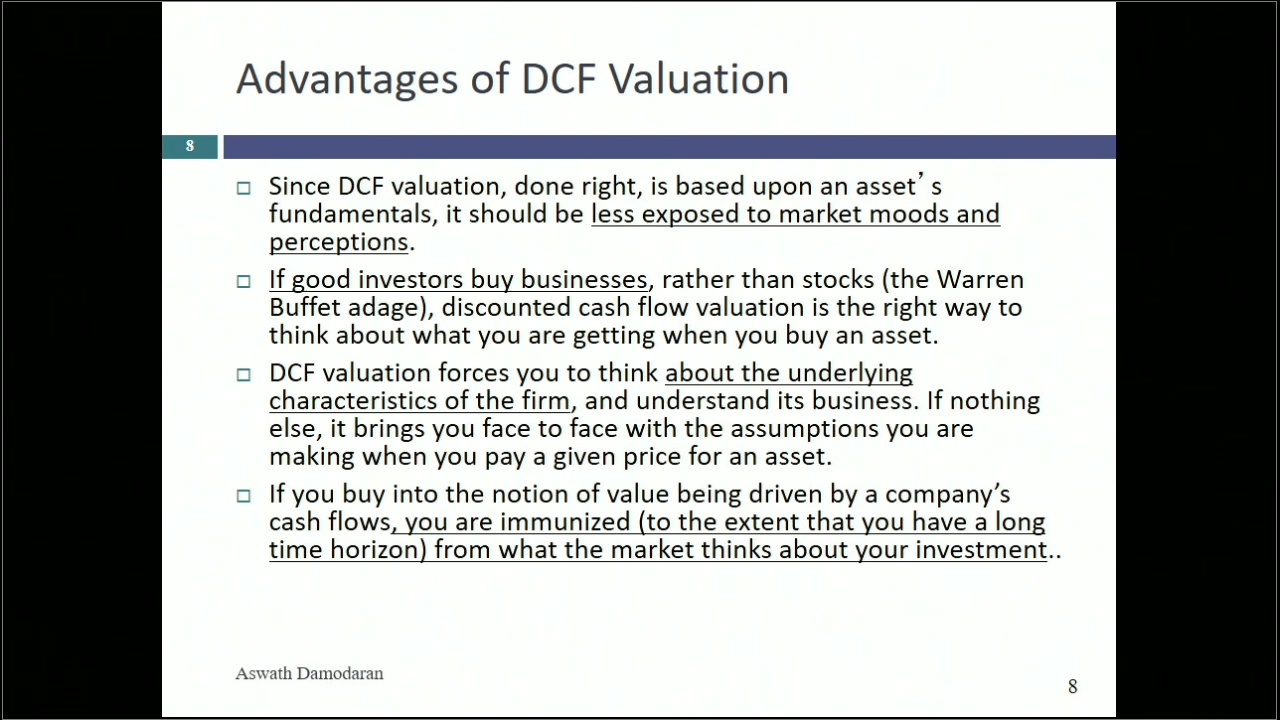 Advantages of DCF Valuation
8
Since DCF valuation, done right, is based upon an asset’ s
fundamentals, it should be less exposed to market moods and
perceptions.
If good investors buy businesses, rather than stocks (the Warren
Buffet adage), discounted cash flow valuation is the right way to
think about what you are getting when you buy an asset.
DCF valuation forces you to think about the underlying
characteristics of the firm, and understand its business. If nothing
else, it brings you face to face with the assumptions you are
making when you pay a given price for an asset.
If you buy into the notion of value being driven by a company’s
cash flows, you are immunized (to the extent that you have a long
time horizon) from what the market thinks about your investment..
Aswath Damodaran
8